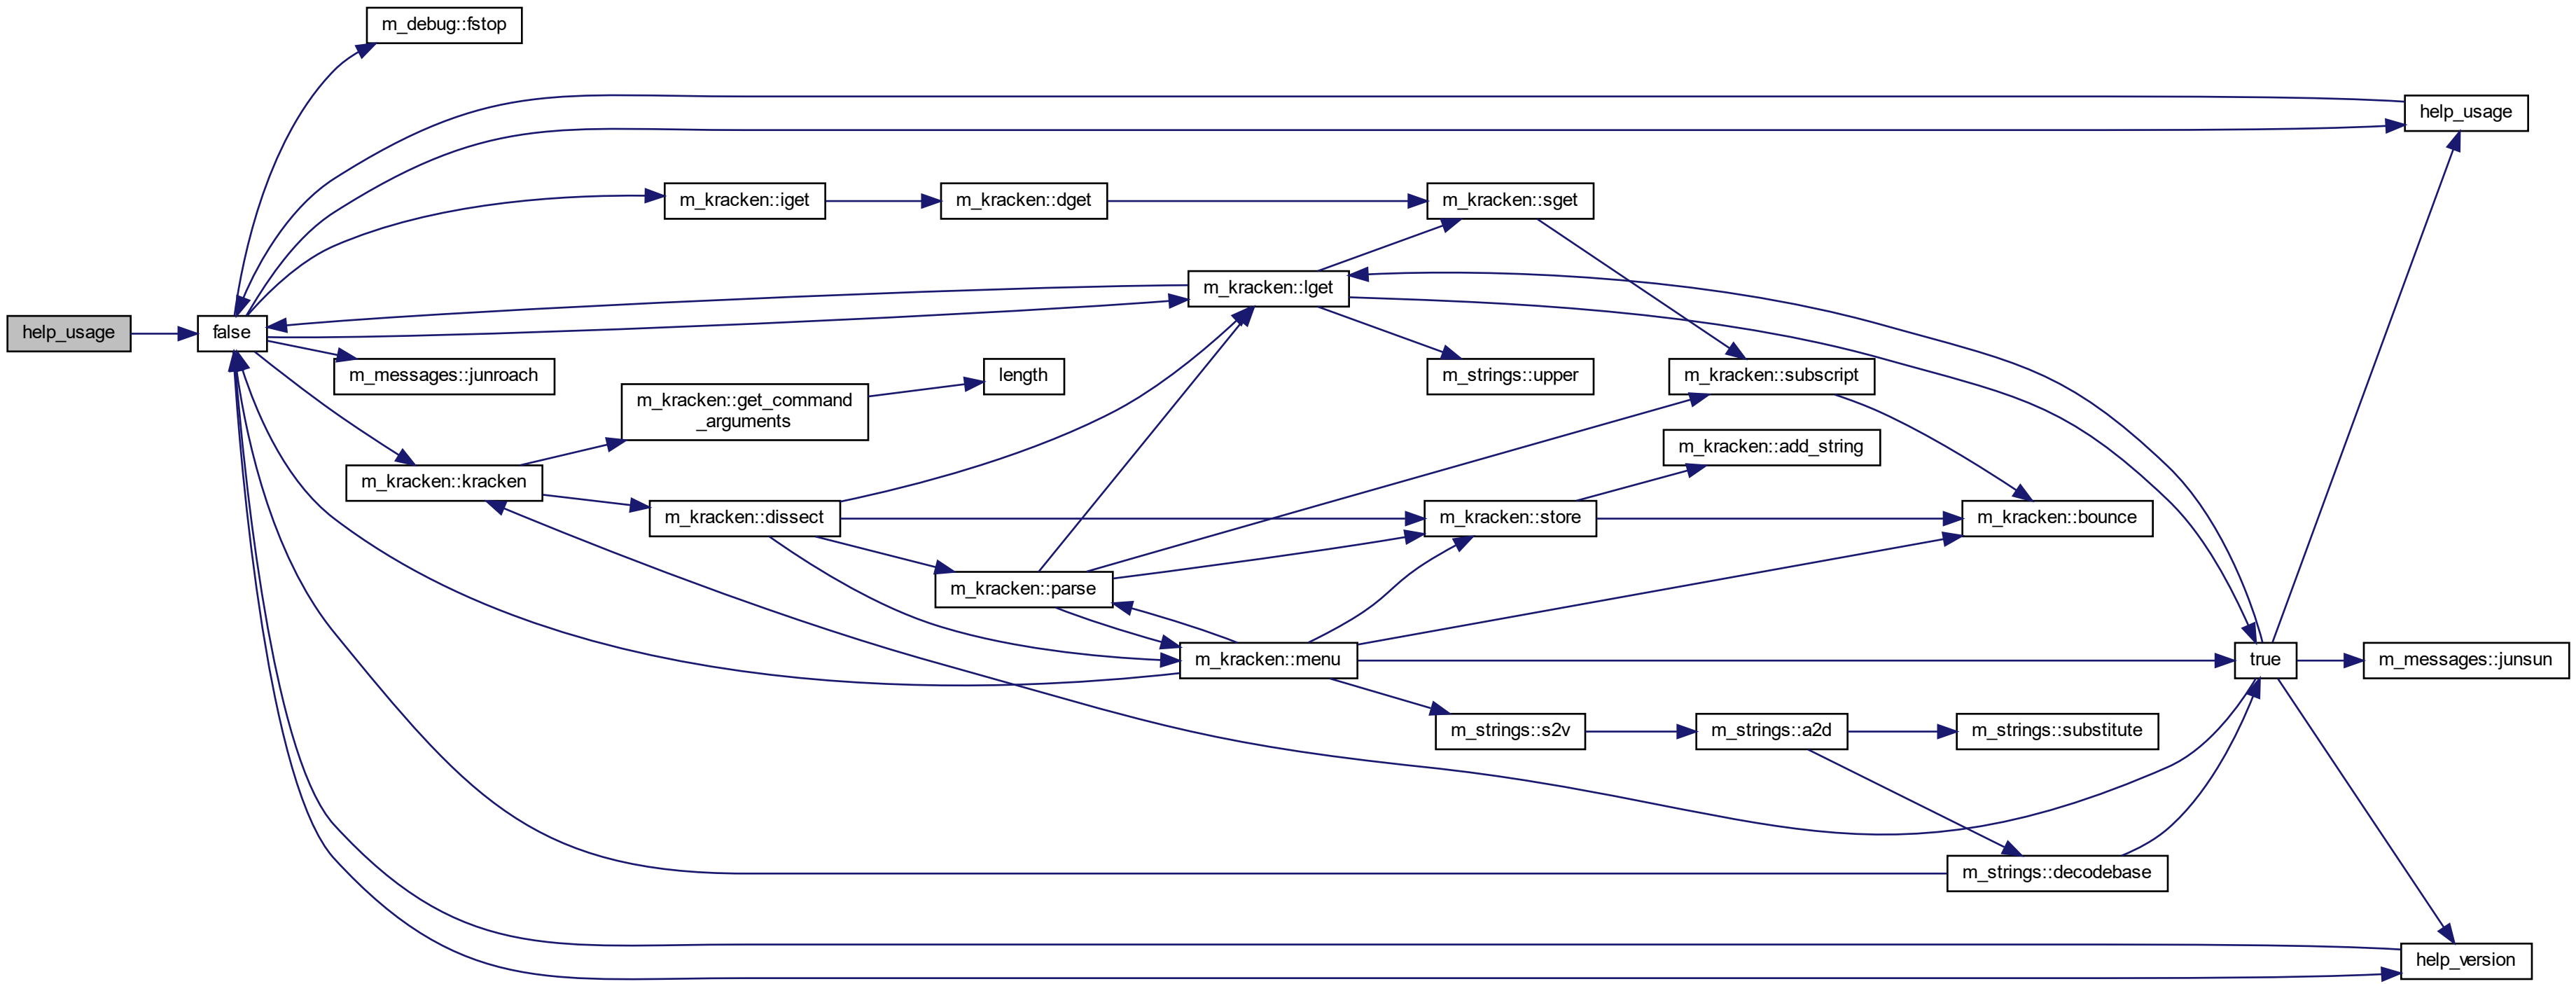 m_debug::fstop
help_usage
m_kracken::iget
m_kracken::dget
m_kracken::sget
m_kracken::lget
help_usage
false
m_messages::junroach
length
m_strings::upper
m_kracken::subscript
m_kracken::get_command
_arguments
m_kracken::add_string
m_kracken::kracken
m_kracken::dissect
m_kracken::store
m_kracken::bounce
m_kracken::parse
m_kracken::menu
true
m_messages::junsun
m_strings::s2v
m_strings::a2d
m_strings::substitute
m_strings::decodebase
help_version